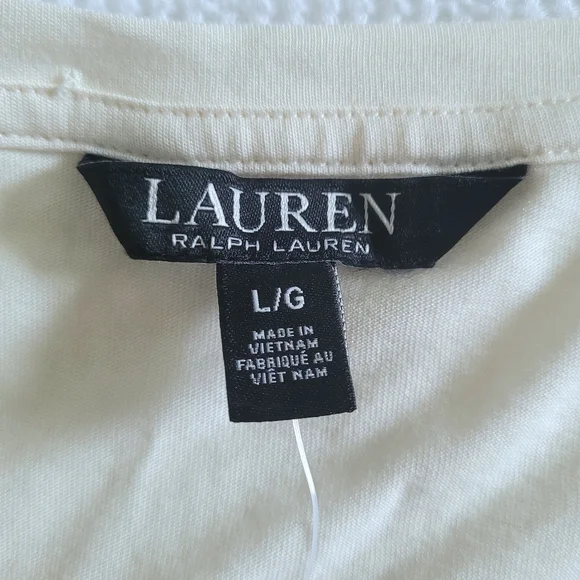 LAUREN
RALPH LAUREN
L/G
MADE IN
VIETNAM
FABRIQUÉ AU
VIÊT NAM